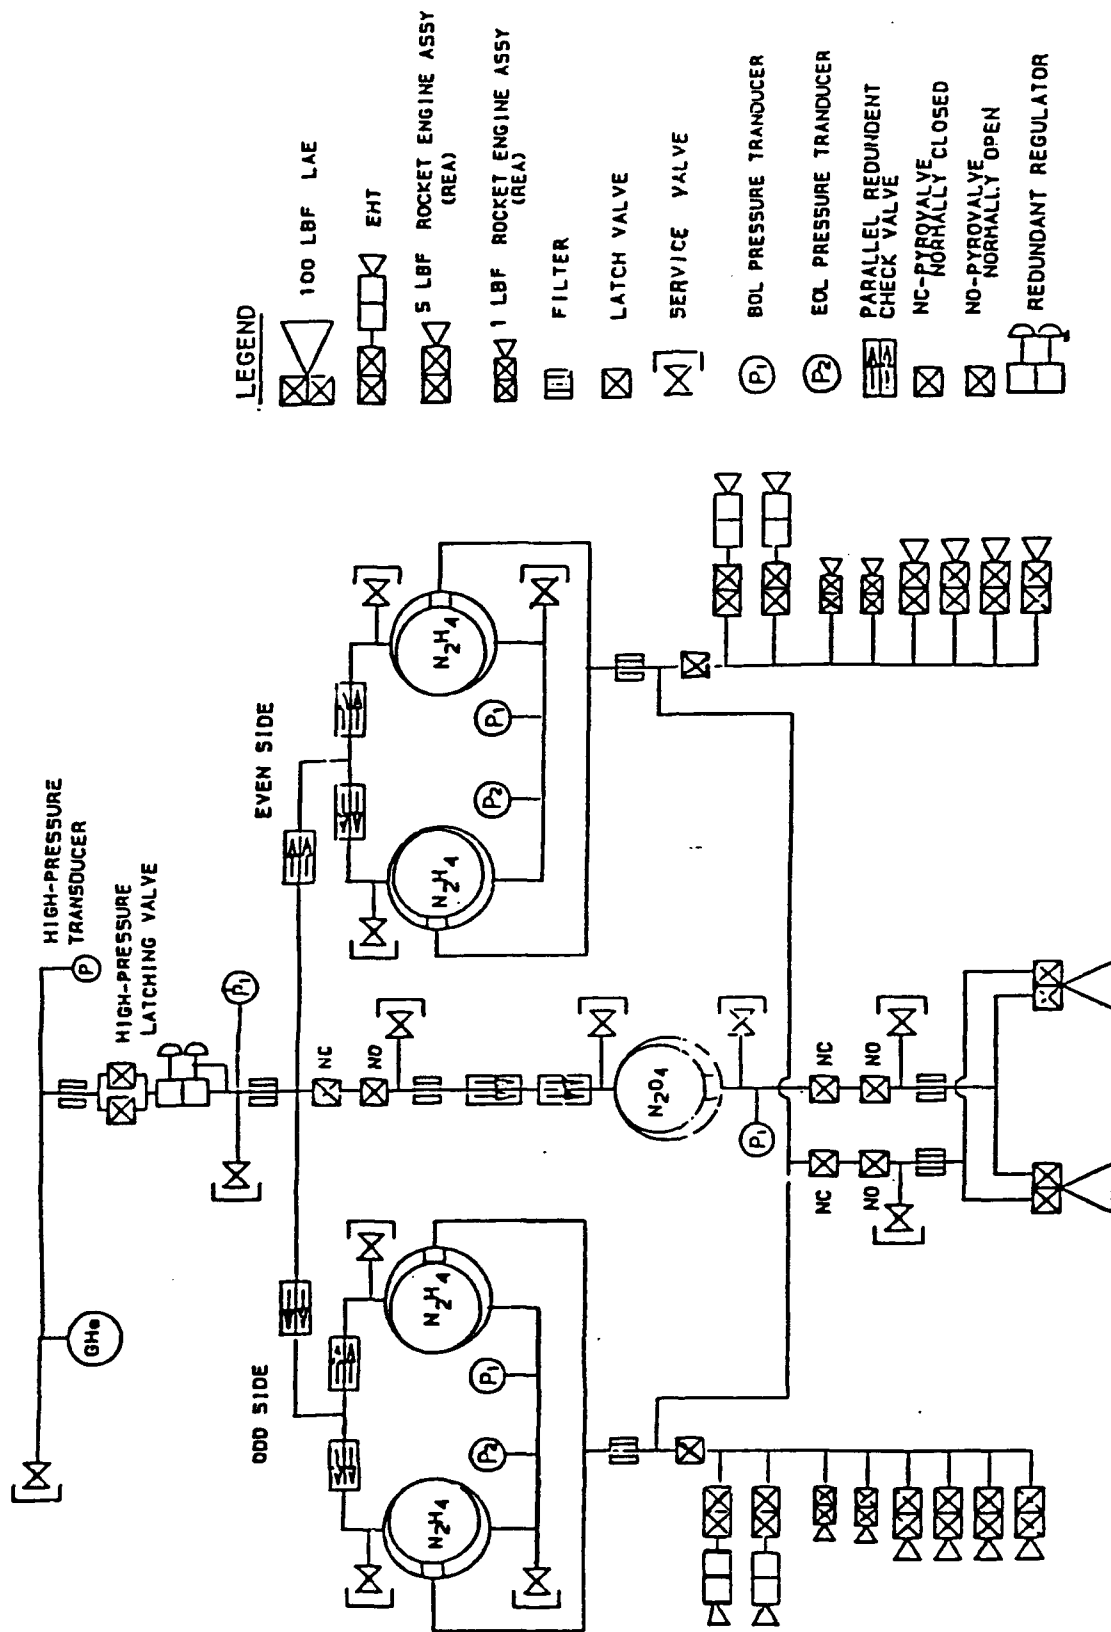 HIGH-PRESSURE
TRANSDUCER
P
GHe
HIGH-PRESSURE
LATCHING VALVE
P1
ODD SIDE
EVEN SIDE
NC
NO
N2H4
N2H4
N2H4
N2H4
P2
P1
P2
P1
N2O4
P1
NC
NO
NC
NO
LEGEND
100 LBF LAE
EHT
5 LBF ROCKET ENGINE ASSY
(REA)
1 LBF ROCKET ENGINE ASSY
(REA)
FILTER
LATCH VALVE
SERVICE VALVE
P1
BOL PRESSURE TRANDUCER
P2
EOL PRESSURE TRANDUCER
PARALLEL REDUNDENT
CHECK VALVE
NC-PYROVALVE
NORMALLY CLOSED
NO-PYROVALVE
NORMALLY OPEN
REDUNDANT REGULATOR